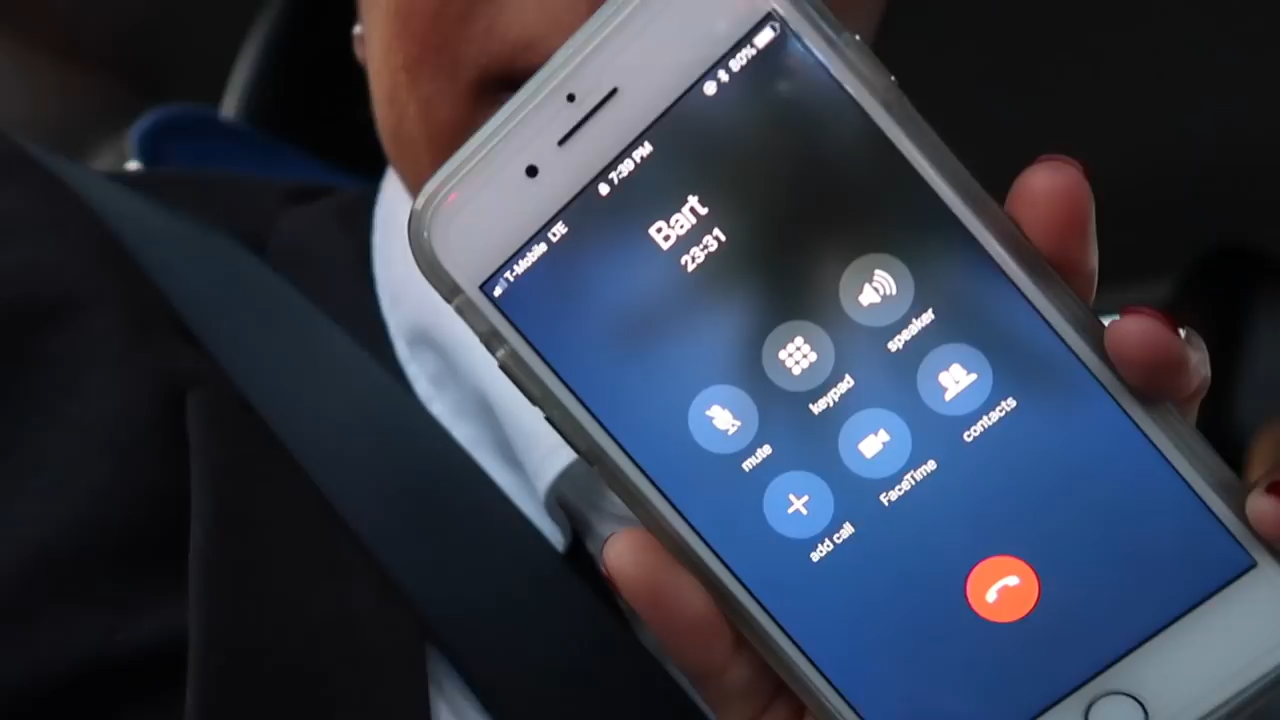 T-Mobile LTE 7:39 PM 80%
Bart
23:31
mute keypad speaker
add call FaceTime contacts